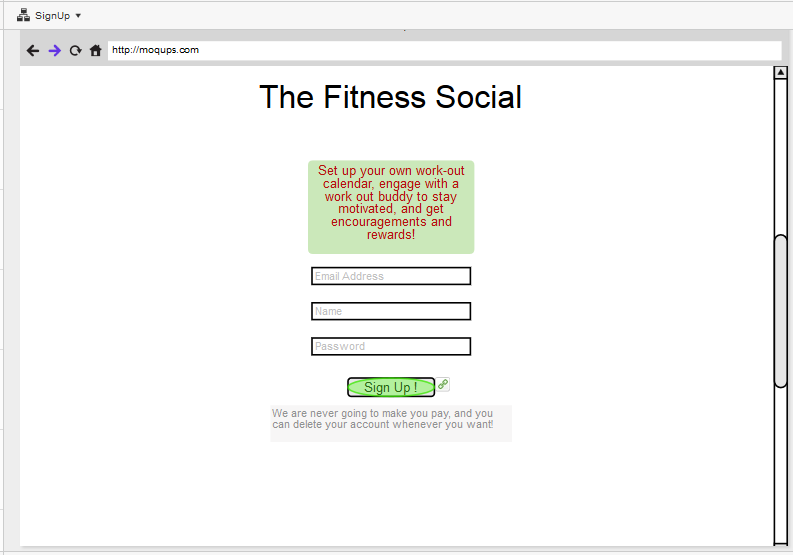 SignUp
http://moqups.com
The Fitness Social
Set up your own work-out
calendar, engage with a
work out buddy to stay
motivated, and get
encouragements and
rewards!
Email Address
Name
Password
Sign Up !
We are never going to make you pay, and you
can delete your account whenever you want!